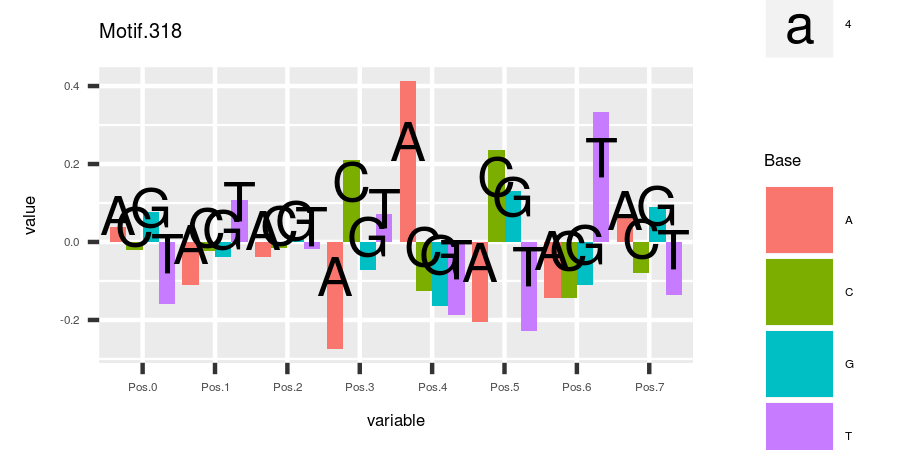 Motif.318
a 4
Base
A
C
G
T
value
0.4
0.2
0.0
-0.2
A C G T A C G T A C G T A C G T A C G T A C G T A C G T A C G T
Pos.0 Pos.1 Pos.2 Pos.3 Pos.4 Pos.5 Pos.6 Pos.7
variable